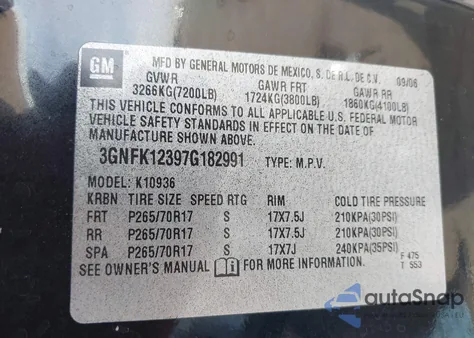 GM
MFD BY GENERAL MOTORS DE MEXICO, S. DE R.L. DE C.V. 09/06
GVWR GAWR FRT GAWR RR
3266KG(7200LB) 1724KG(3800LB) 1860KG(4100LB)
THIS VEHICLE CONFORMS TO ALL APPLICABLE U.S. FEDERAL MOTOR
VEHICLE SAFETY STANDARDS IN EFFECT ON THE DATE OF
MANUFACTURE SHOWN ABOVE.
3GNFK12397G182991 TYPE: M.P.V.
MODEL: K10936
KRBN TIRE SIZE SPEED RTG RIM COLD TIRE PRESSURE
FRT P265/70R17 S 17X7.5J 210KPA(30PSI)
RR P265/70R17 S 17X7.5J 210KPA(30PSI)
SPA P265/70R17 S 17X7J 240KPA(35PSI)
SEE OWNER'S MANUAL FOR MORE INFORMATION. F 475
T 553
autoSnap